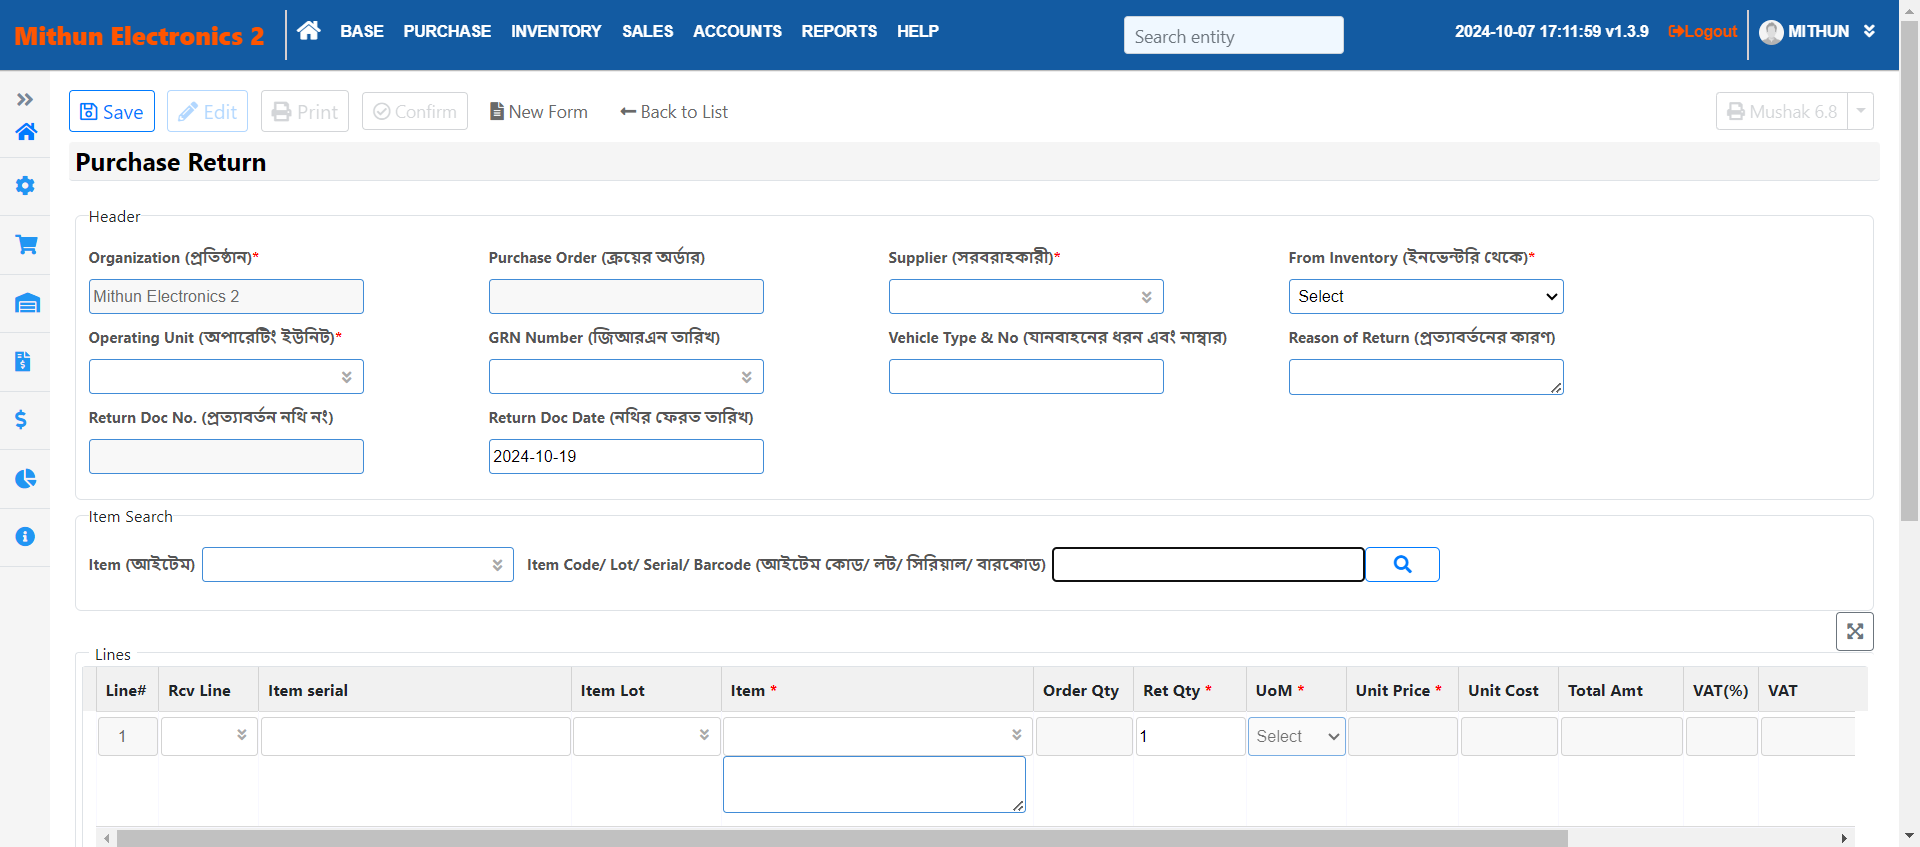 Mithun Electronics 2
BASE PURCHASE INVENTORY SALES ACCOUNTS REPORTS HELP
Search entity
2024-10-07 17:11:59 v1.3.9
Logout
MITHUN
Save Edit Print Confirm New Form Back to List Mushak 6.8
Purchase Return
Header
Organization (প্রতিষ্ঠান)* Purchase Order (ক্রয়ের অর্ডার) Supplier (সরবরাহকারী)* From Inventory (ইনভেন্টরি থেকে)*
Mithun Electronics 2 Select
Operating Unit (অপারেটিং ইউনিট)* GRN Number (জিআরএন তারিখ) Vehicle Type & No (যানবাহনের ধরন এবং নাম্বার) Reason of Return (প্রত্যাবর্তনের কারণ)
Return Doc No. (প্রত্যাবর্তন নথি নং) Return Doc Date (নথির ফেরত তারিখ)
2024-10-19
Item Search
Item (আইটেম) Item Code/ Lot/ Serial/ Barcode (আইটেম কোড/ লট/ সিরিয়াল/ বারকোড)
Lines
Line# Rcv Line Item serial Item Lot Item * Order Qty Ret Qty * UoM * Unit Price * Unit Cost Total Amt VAT(%) VAT
1 1 Select